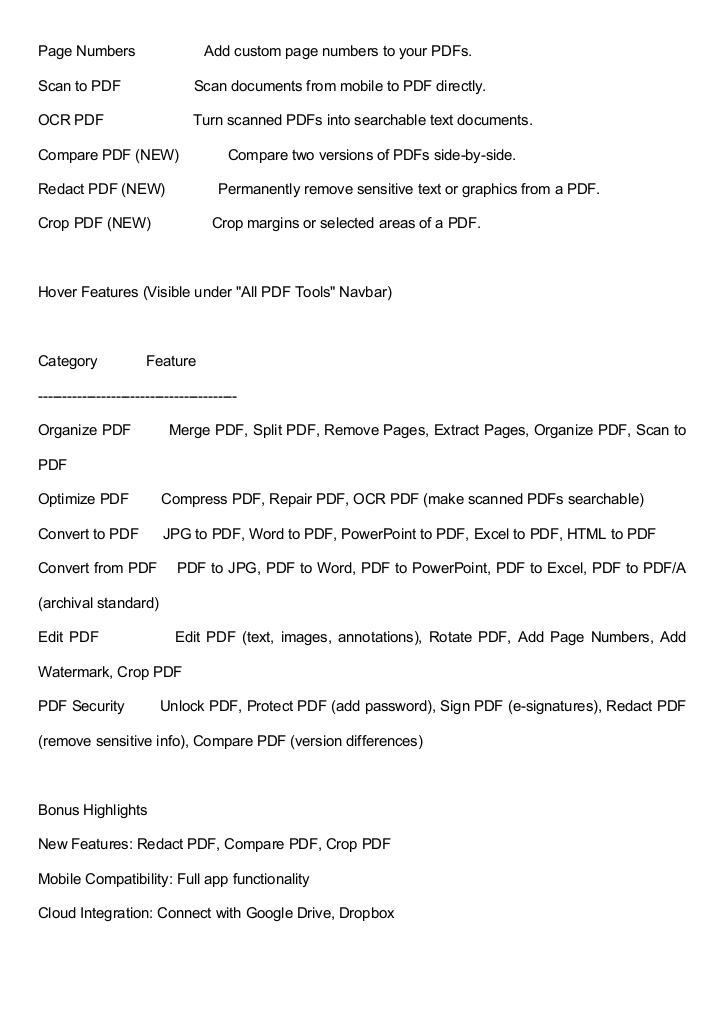 Page Numbers Add custom page numbers to your PDFs.
Scan to PDF Scan documents from mobile to PDF directly.
OCR PDF Turn scanned PDFs into searchable text documents.
Compare PDF (NEW) Compare two versions of PDFs side-by-side.
Redact PDF (NEW) Permanently remove sensitive text or graphics from a PDF.
Crop PDF (NEW) Crop margins or selected areas of a PDF.
Hover Features (Visible under "All PDF Tools" Navbar)
Category Feature
-----------------------------------------
Organize PDF Merge PDF, Split PDF, Remove Pages, Extract Pages, Organize PDF, Scan to
PDF
Optimize PDF Compress PDF, Repair PDF, OCR PDF (make scanned PDFs searchable)
Convert to PDF JPG to PDF, Word to PDF, PowerPoint to PDF, Excel to PDF, HTML to PDF
Convert from PDF PDF to JPG, PDF to Word, PDF to PowerPoint, PDF to Excel, PDF to PDF/A
(archival standard)
Edit PDF Edit PDF (text, images, annotations), Rotate PDF, Add Page Numbers, Add
Watermark, Crop PDF
PDF Security Unlock PDF, Protect PDF (add password), Sign PDF (e-signatures), Redact PDF
(remove sensitive info), Compare PDF (version differences)
Bonus Highlights
New Features: Redact PDF, Compare PDF, Crop PDF
Mobile Compatibility: Full app functionality
Cloud Integration: Connect with Google Drive, Dropbox